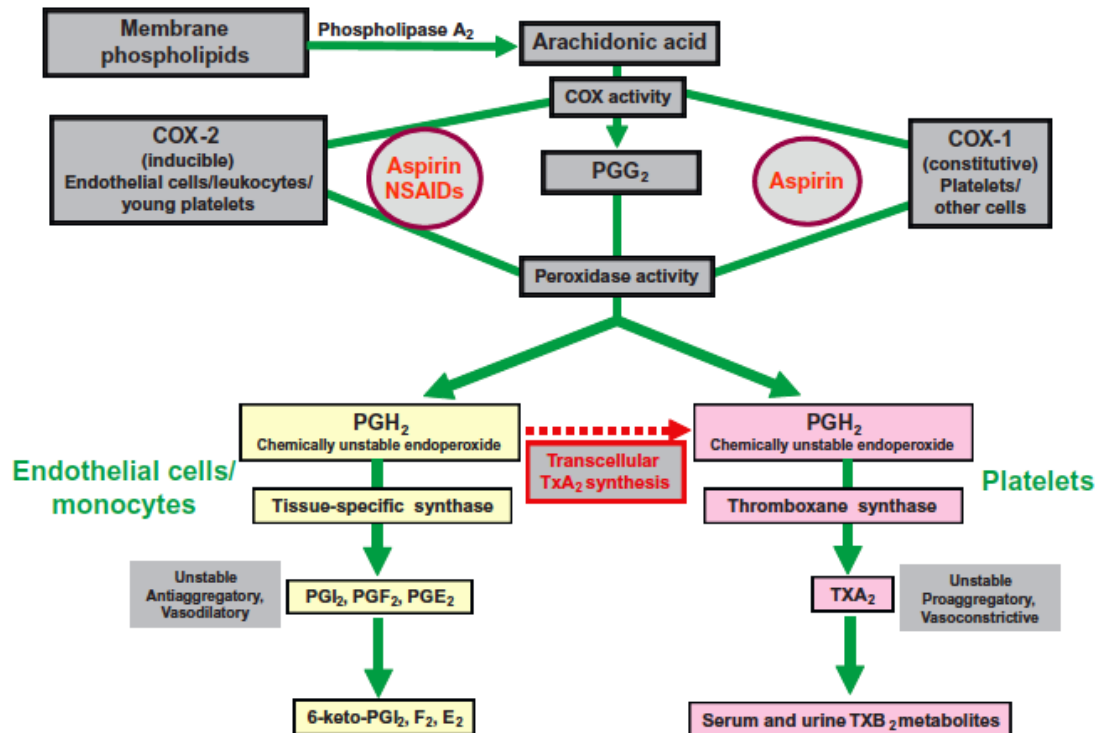 Membrane
phospholipids
Phospholipase A₂
Arachidonic acid
COX activity
COX-2
(inducible)
Endothelial cells/leukocytes/
young platelets
Aspirin
NSAIDs
PGG₂
Aspirin
COX-1
(constitutive)
Platelets/
other cells
Peroxidase activity
PGH₂
Chemically unstable endoperoxide
PGH₂
Chemically unstable endoperoxide
Transcellular
TxA₂ synthesis
Endothelial cells/
monocytes
Platelets
Tissue-specific synthase
Thromboxane synthase
Unstable
Antiaggregatory,
Vasodilatory
PGI₂, PGF₂, PGE₂
TXA₂
Unstable
Proaggregatory,
Vasoconstrictive
6-keto-PGI₂, F₂, E₂
Serum and urine TXB₂ metabolites